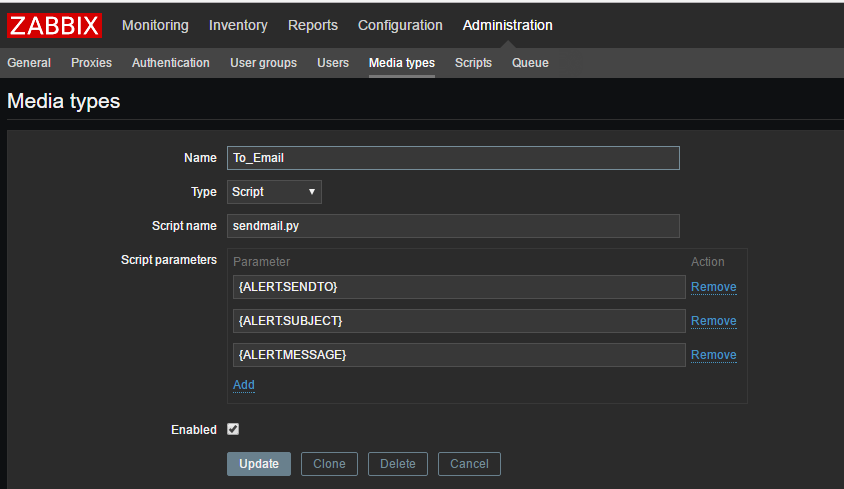 ZABBIX Monitoring Inventory Reports Configuration Administration
General Proxies Authentication User groups Users Media types Scripts Queue
Media types
Name To_Email
Type Script
Script name sendmail.py
Script parameters Parameter Action
{ALERT.SENDTO} Remove
{ALERT.SUBJECT} Remove
{ALERT.MESSAGE} Remove
Add
Enabled
Update Clone Delete Cancel